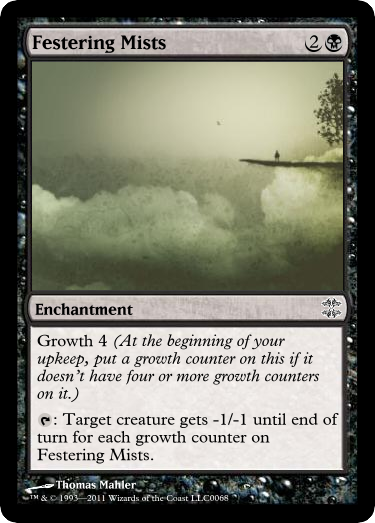 Festering Mists 2
Enchantment
Growth 4 (At the beginning of your
upkeep, put a growth counter on this if it
doesn't have four or more growth counters
on it.)
: Target creature gets -1/-1 until end of
turn for each growth counter on
Festering Mists.
Thomas Mahler
™ & © 1993—2011 Wizards of the Coast LLC0068